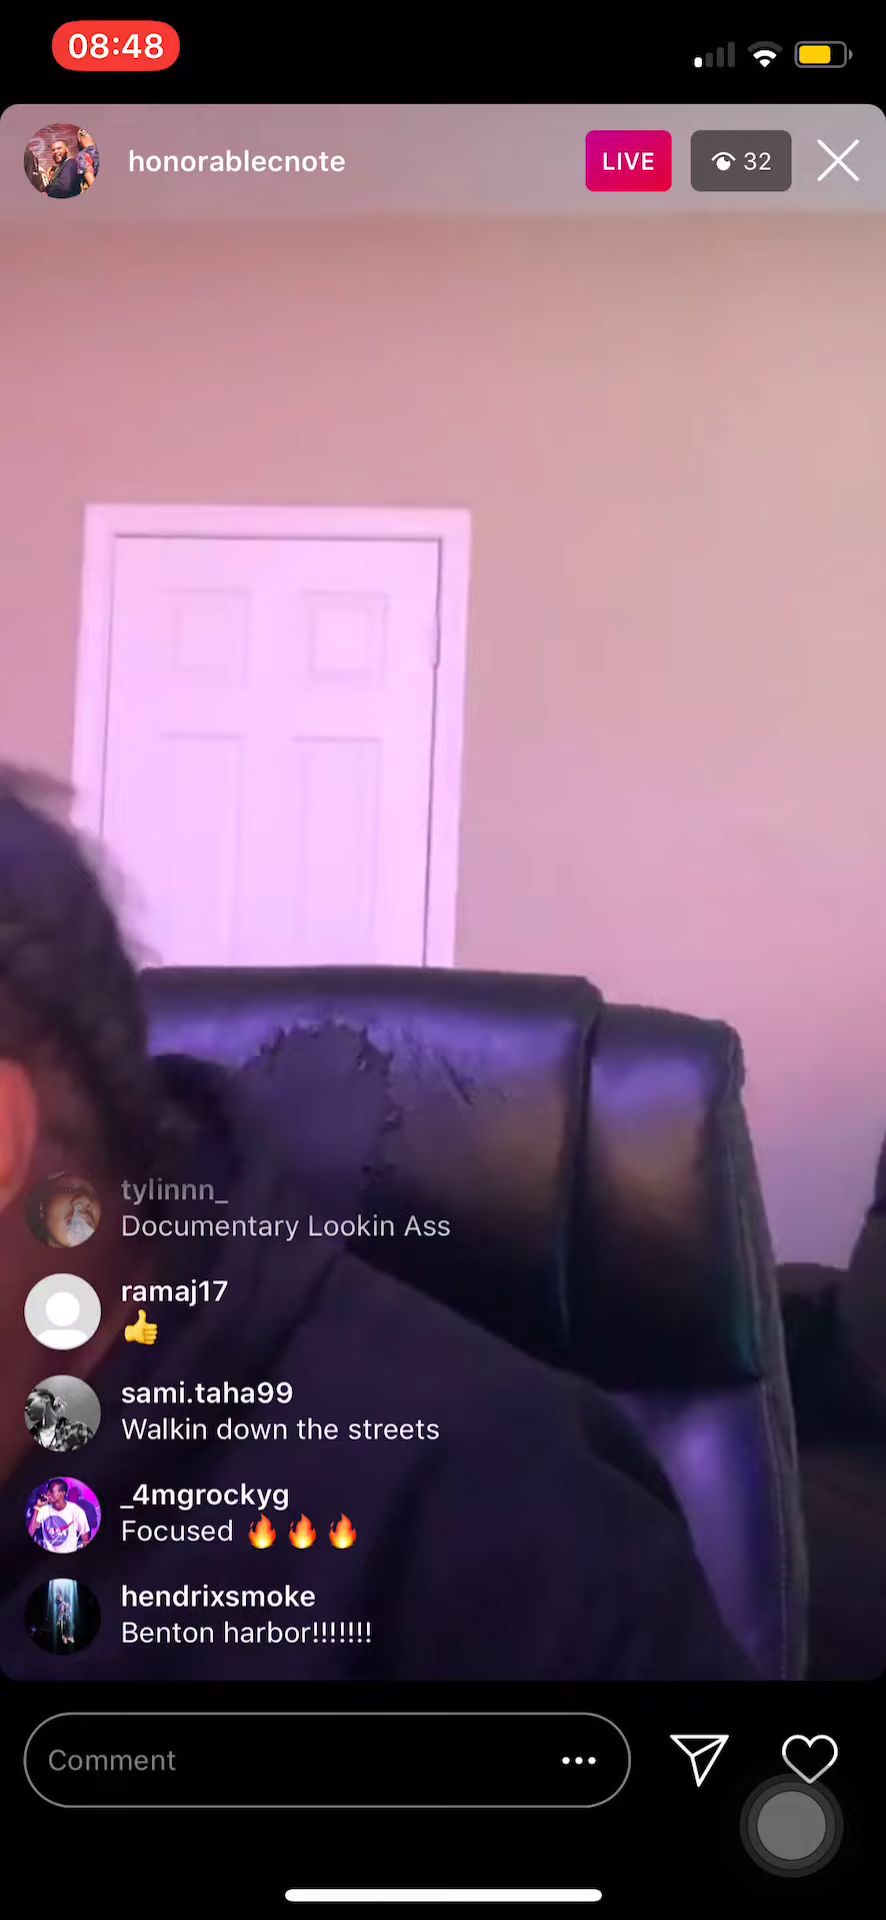 08:48
honorablecnote
LIVE
32
tylinnn_
Documentary Lookin Ass
ramaj17
👍
sami.taha99
Walkin down the streets
_4mgrockyg
Focused 🔥🔥🔥
hendrixsmoke
Benton harbor!!!!!!!
Comment